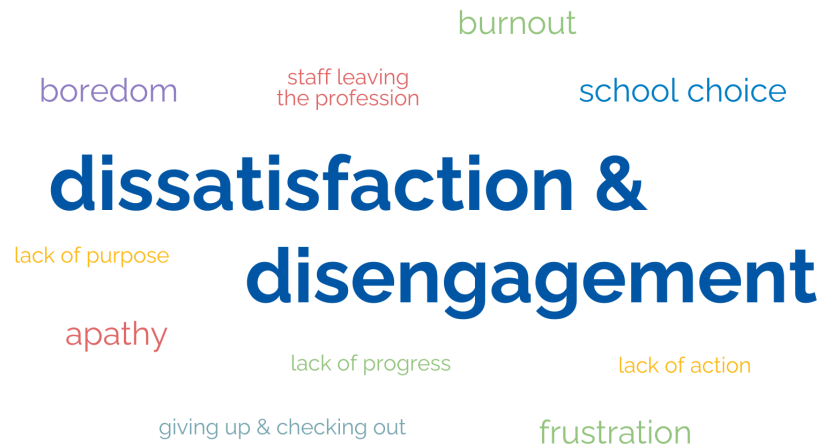 burnout
boredom
staff leaving
the profession
school choice
dissatisfaction &
lack of purpose
disengagement
apathy
lack of progress
lack of action
giving up & checking out
frustration